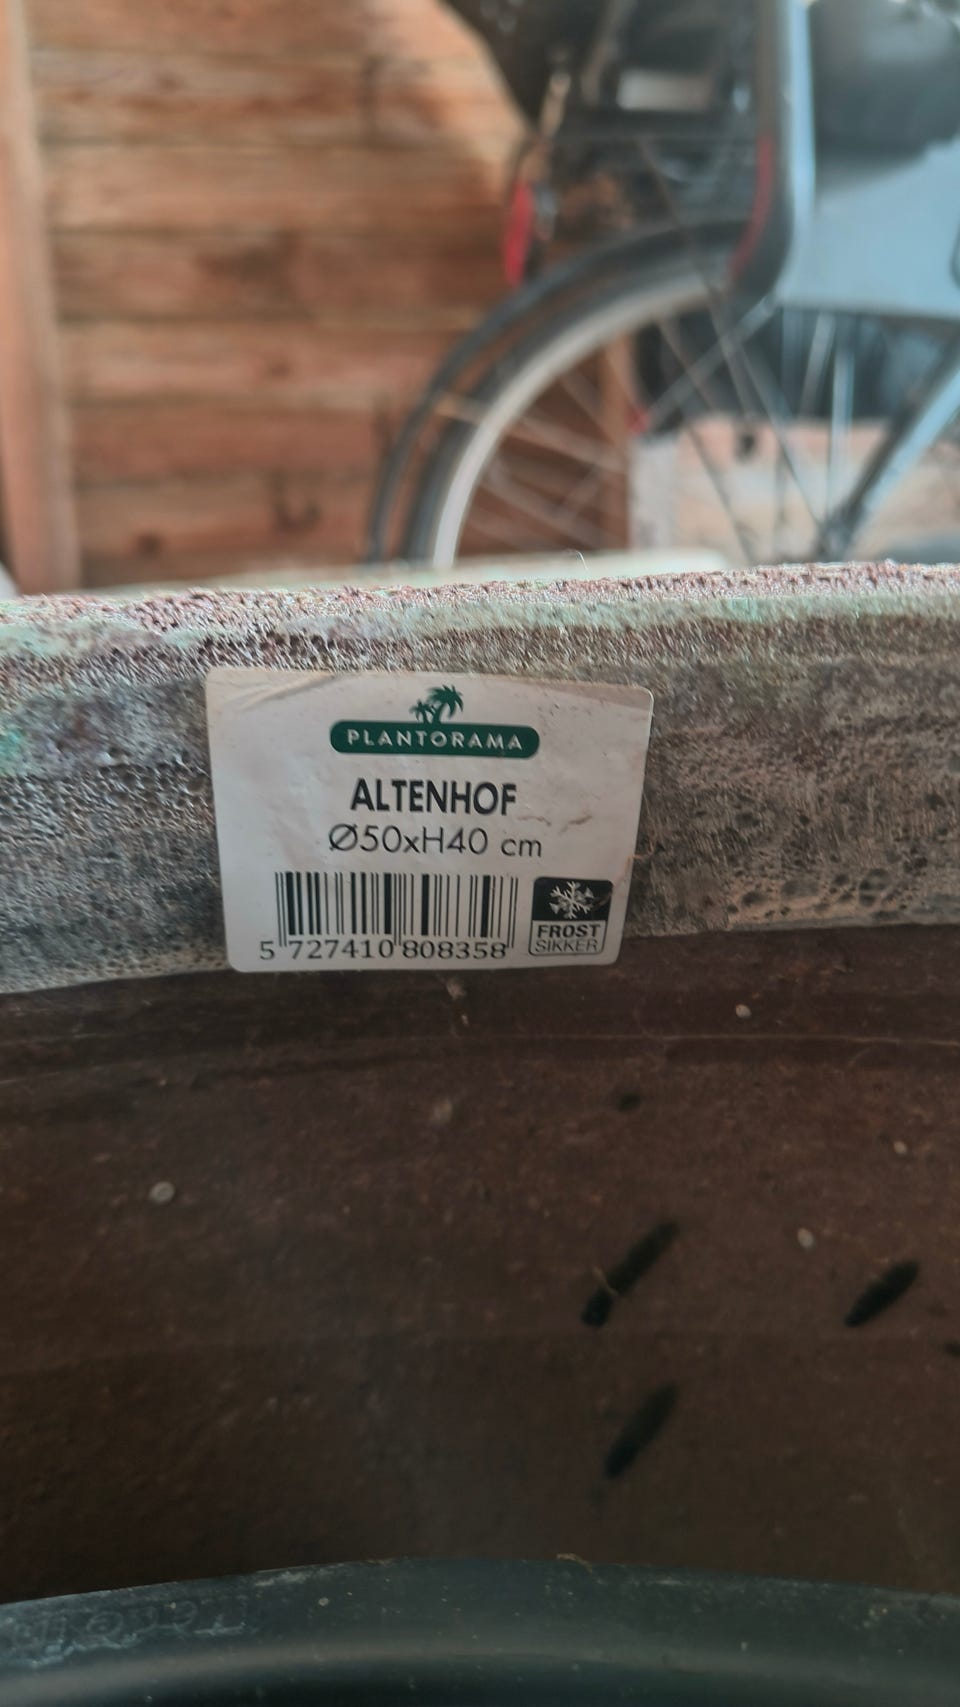 PLANTORAMA
ALTENHOF
Ø50xH40 cm
5 727410 808358
FROST
SIKKER